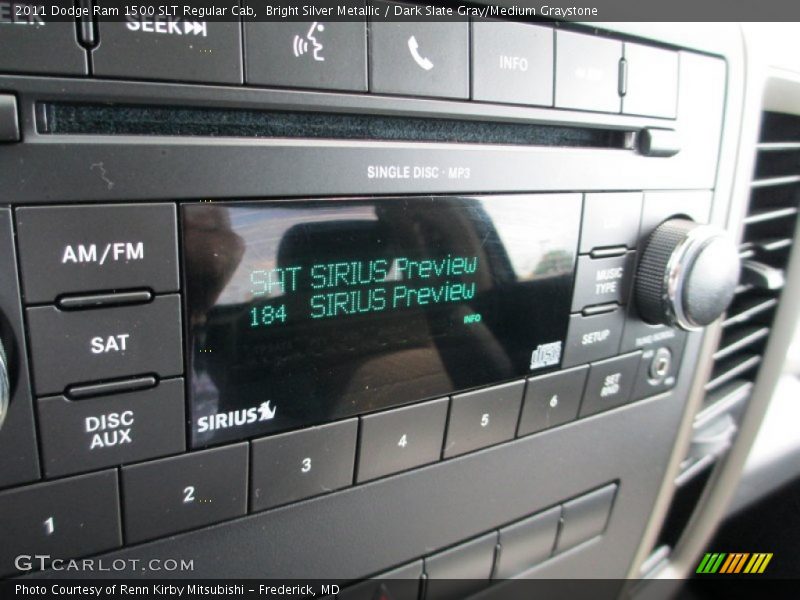 2011 Dodge Ram 1500 SLT Regular Cab,  Bright Silver Metallic / Dark Slate Gray/Medium Graystone
SEEK
SEEK
INFO
SINGLE DISC · MP3
AM/FM
SAT SIRIUS Preview
184 SIRIUS Preview
INFO
MUSIC TYPE
SAT
SETUP
DISC AUX
SIRIUS
disc
SET RND
1
2
3
4
5
6
GTCARLOT.COM
Photo Courtesy of Renn Kirby Mitsubishi – Frederick, MD